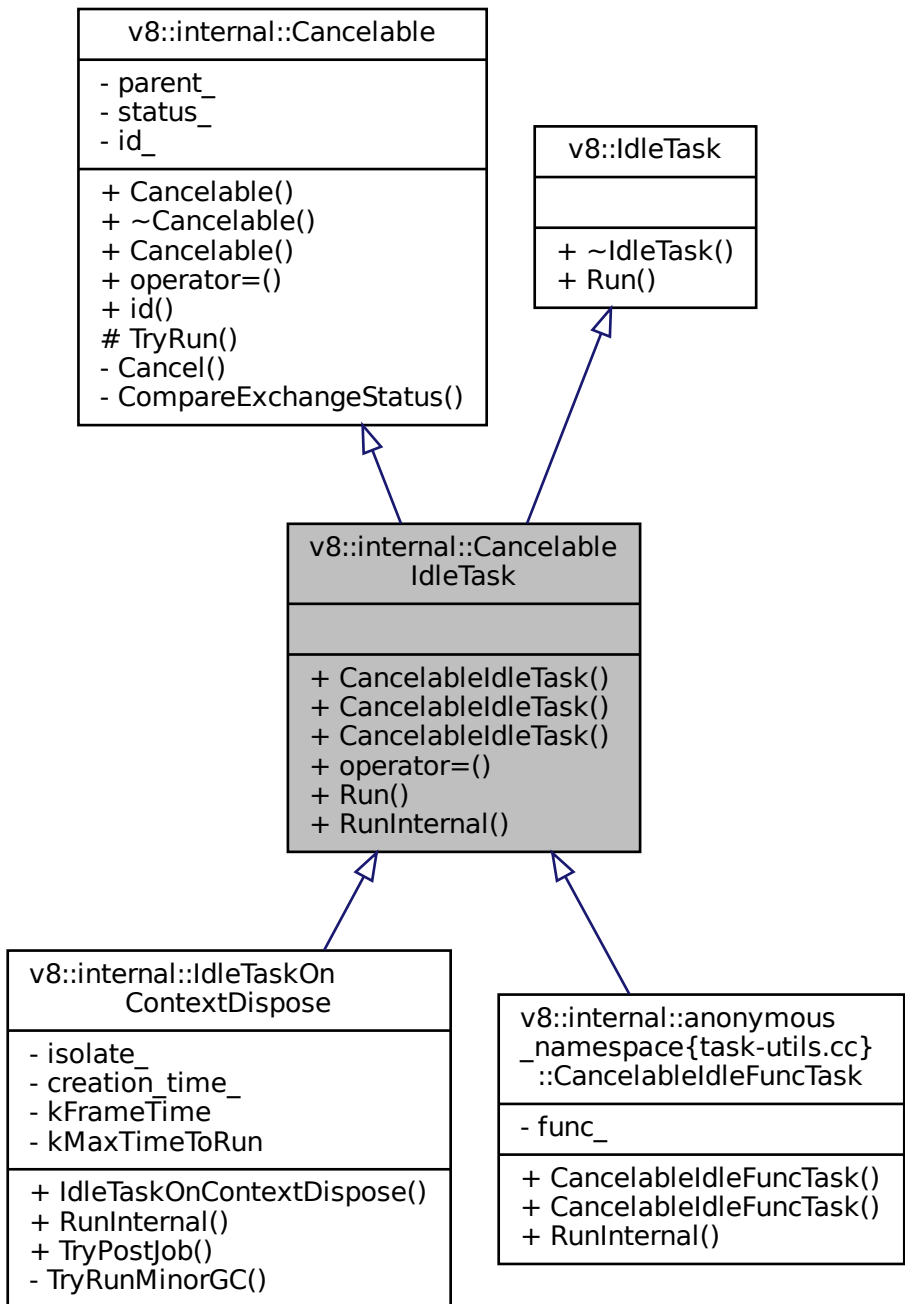 v8::internal::Cancelable
- parent_
- status_
- id_
+ Cancelable()
+ ~Cancelable()
+ Cancelable()
+ operator=()
+ id()
# TryRun()
- Cancel()
- CompareExchangeStatus()
v8::IdleTask
+ ~IdleTask()
+ Run()
v8::internal::Cancelable
IdleTask
+ CancelableIdleTask()
+ CancelableIdleTask()
+ CancelableIdleTask()
+ operator=()
+ Run()
+ RunInternal()
v8::internal::IdleTaskOn
ContextDispose
- isolate_
- creation_time_
- kFrameTime
- kMaxTimeToRun
+ IdleTaskOnContextDispose()
+ RunInternal()
+ TryPostJob()
- TryRunMinorGC()
v8::internal::anonymous
_namespace{task-utils.cc}
::CancelableIdleFuncTask
- func_
+ CancelableIdleFuncTask()
+ CancelableIdleFuncTask()
+ RunInternal()